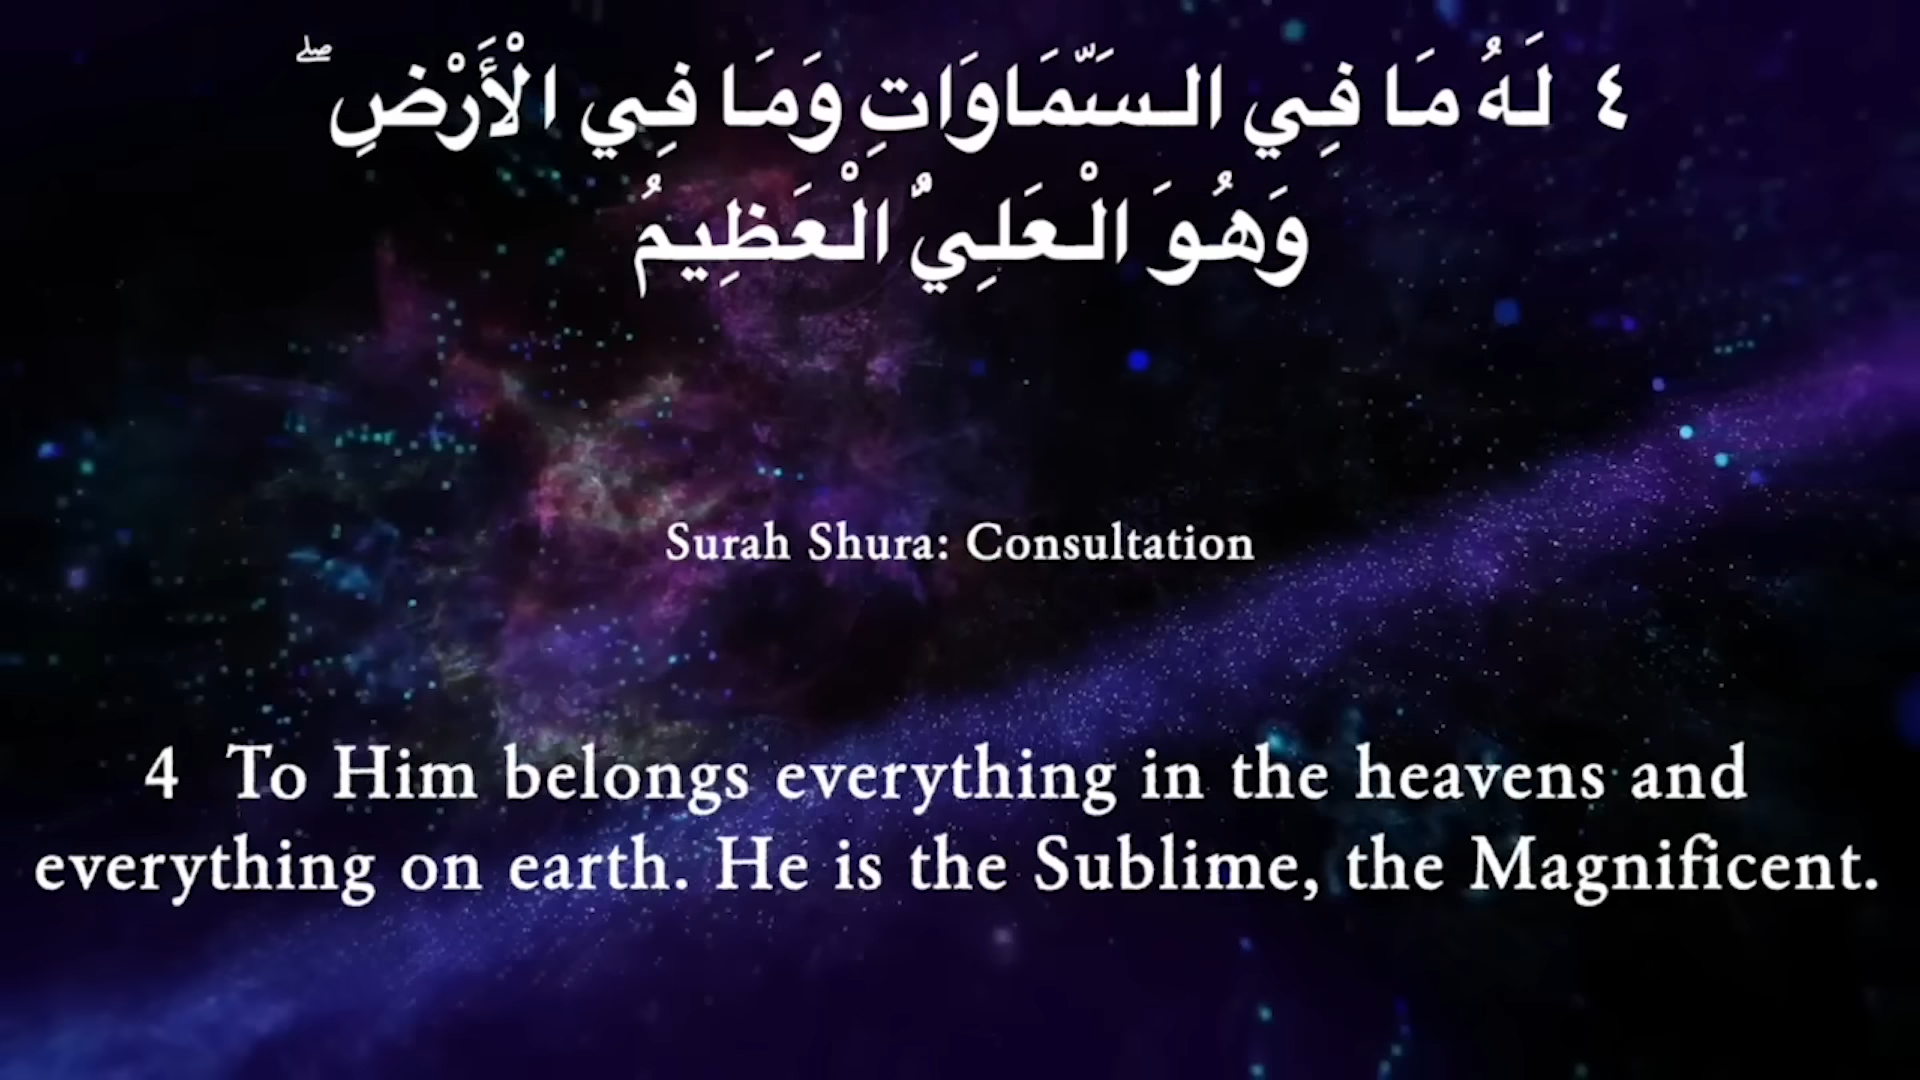 ٤ لَهُ مَا فِي السَّمَاوَاتِ وَمَا فِي الْأَرْضِ ۖ
وَهُوَ الْعَلِيُّ الْعَظِيمُ
Surah Shura: Consultation
4 To Him belongs everything in the heavens and
everything on earth. He is the Sublime, the Magnificent.